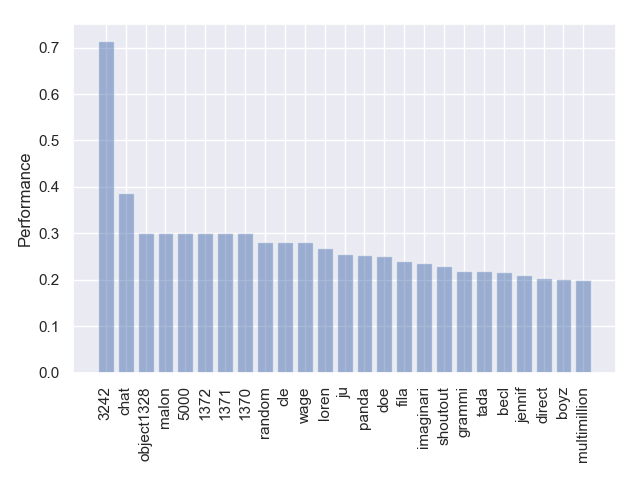 0.7
0.6
0.5
0.4
0.3
0.2
0.1
0.0
Performance
3242
chat
object1328
malon
5000
1372
1371
1370
random
de
wage
loren
ju
panda
doe
fila
imaginari
shoutout
grammi
tada
becl
jennif
direct
boyz
multimillion